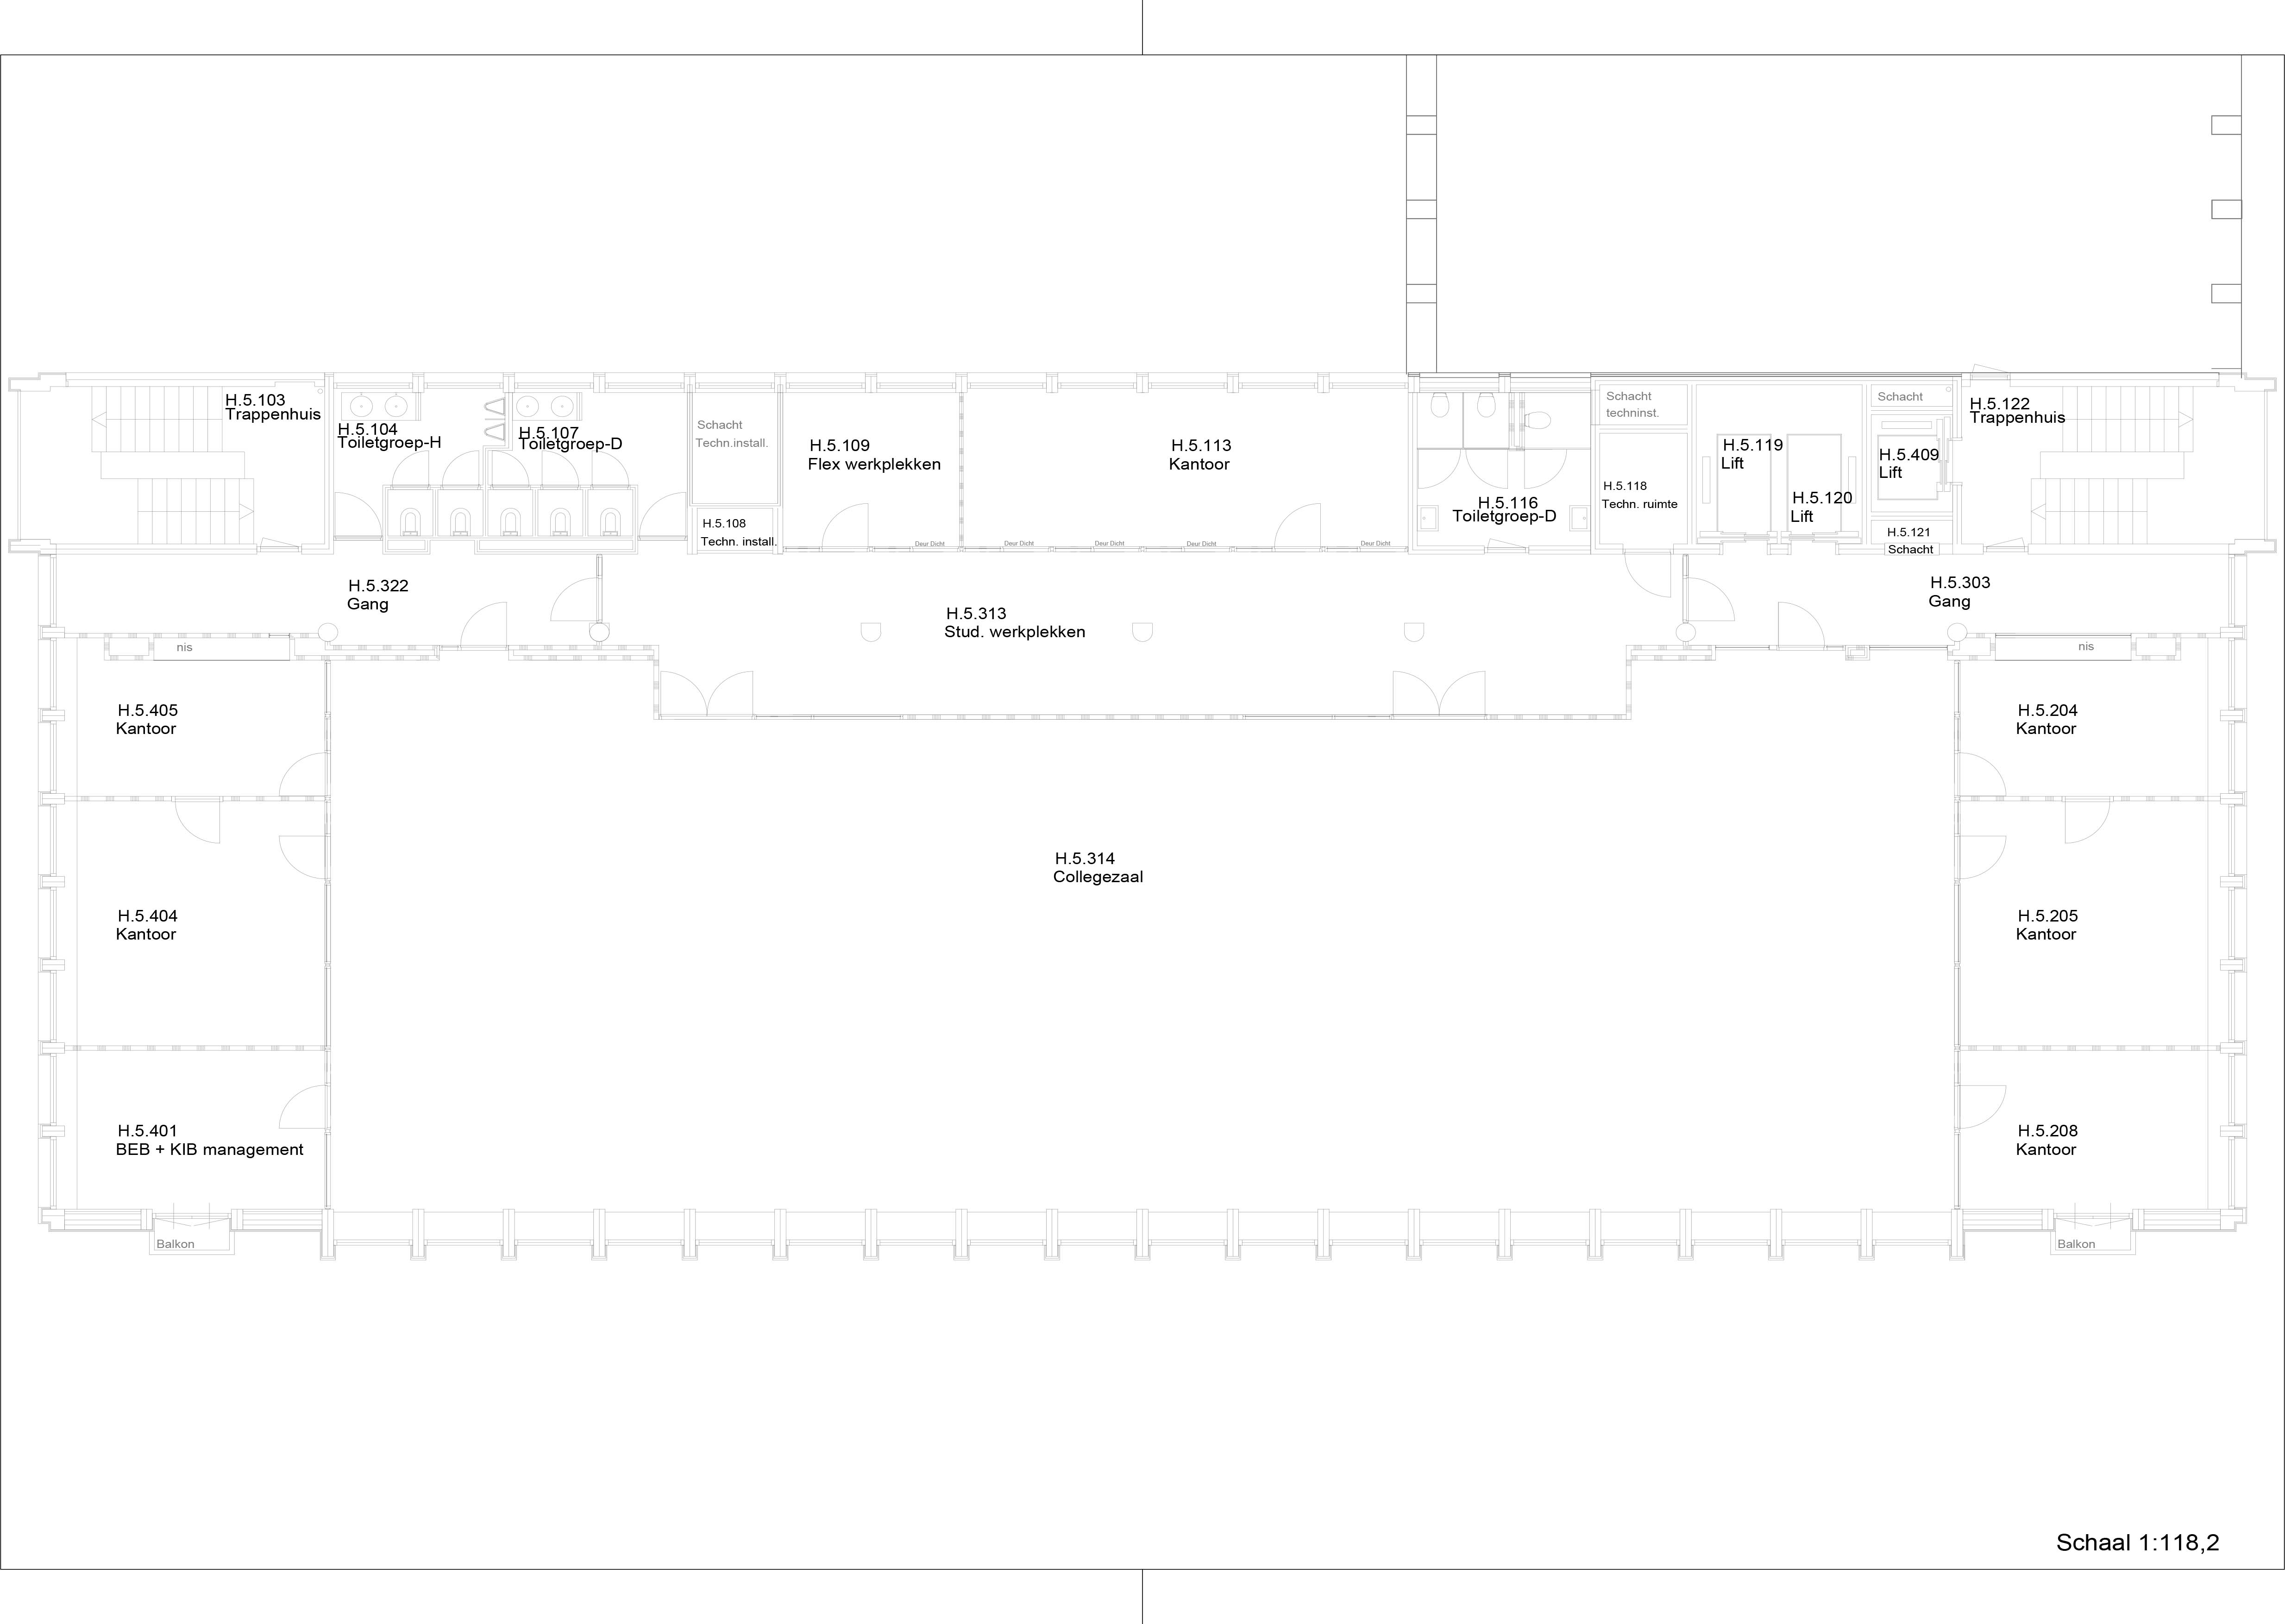 H.5.103
Trappenhuis
H.5.104
Toiletgroep-H
H.5.107
Toiletgroep-D
Schacht
Techn.install.
H.5.108
Techn. install.
H.5.109
Flex werkplekken
H.5.113
Kantoor
Deur Dicht
Deur Dicht
Deur Dicht
Deur Dicht
Deur Dicht
H.5.116
Toiletgroep-D
Schacht
techninst.
H.5.118
Techn. ruimte
H.5.119
Lift
H.5.120
Lift
Schacht
H.5.409
Lift
H.5.121
Schacht
H.5.122
Trappenhuis
H.5.322
Gang
H.5.313
Stud. werkplekken
H.5.303
Gang
nis
nis
H.5.405
Kantoor
H.5.204
Kantoor
H.5.314
Collegezaal
H.5.404
Kantoor
H.5.205
Kantoor
H.5.401
BEB + KIB management
H.5.208
Kantoor
Balkon
Balkon
Schaal 1:118,2